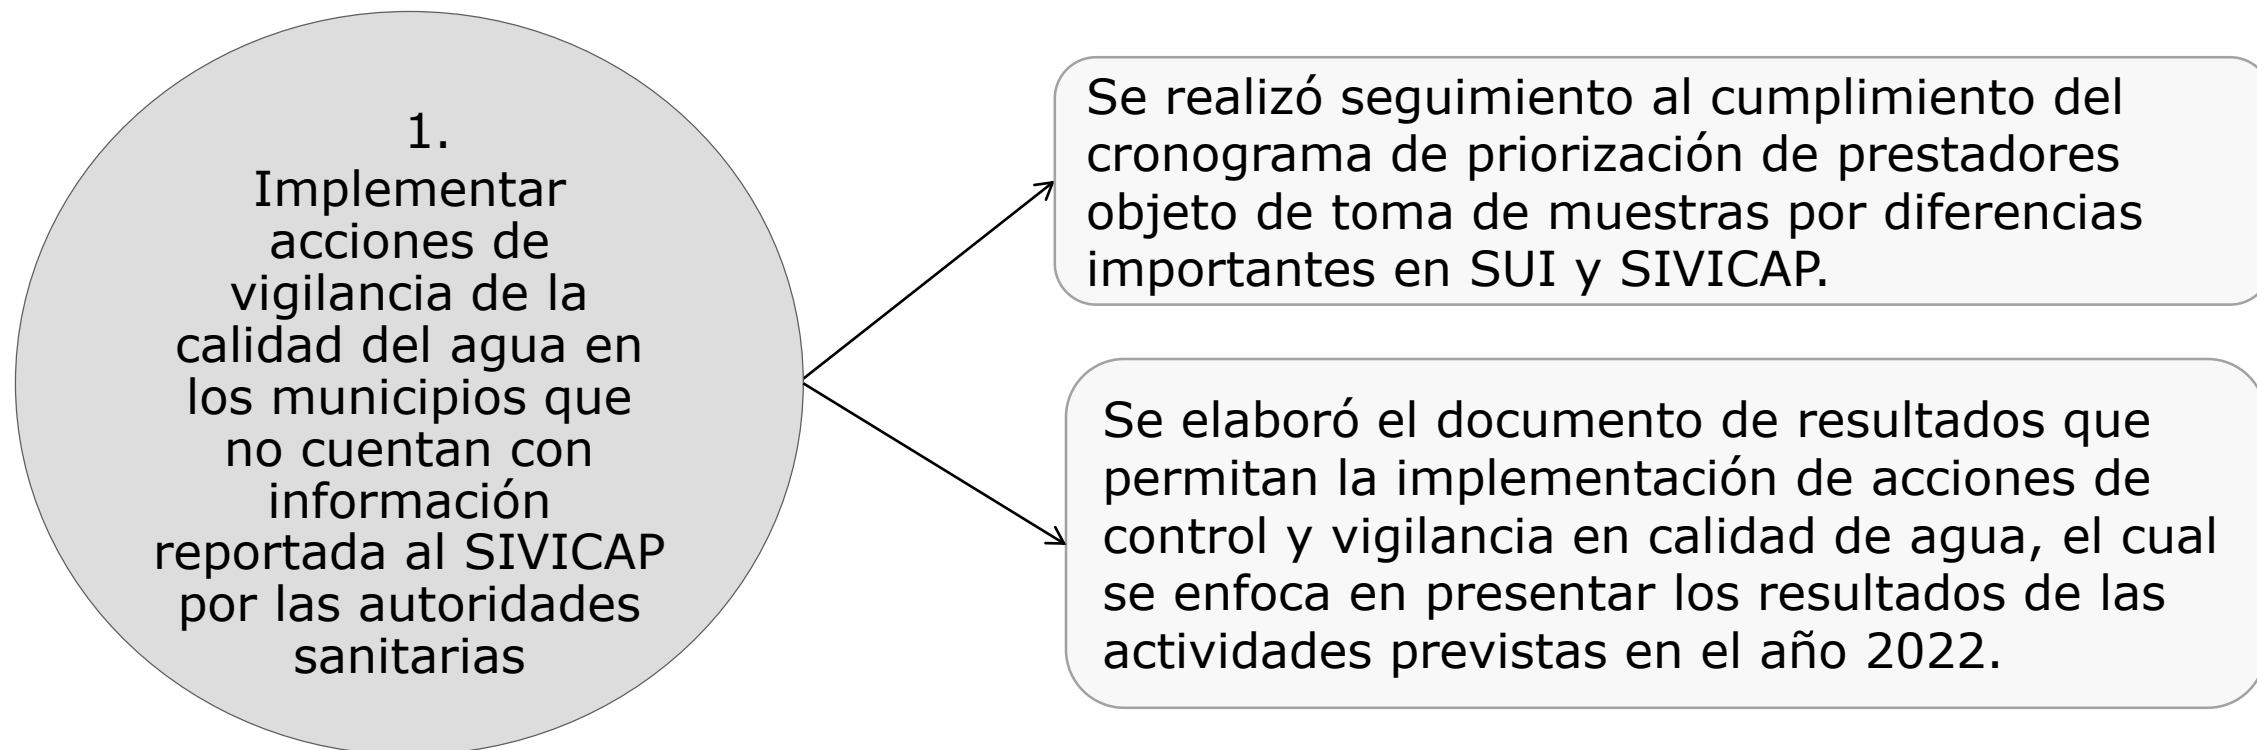 1.
Implementar
acciones de
vigilancia de la
calidad del agua en
los municipios que
no cuentan con
información
reportada al SIVICAP
por las autoridades
sanitarias
Se realizó seguimiento al cumplimiento del
cronograma de priorización de prestadores
objeto de toma de muestras por diferencias
importantes en SUI y SIVICAP.
Se elaboró el documento de resultados que
permitan la implementación de acciones de
control y vigilancia en calidad de agua, el cual
se enfoca en presentar los resultados de las
actividades previstas en el año 2022.